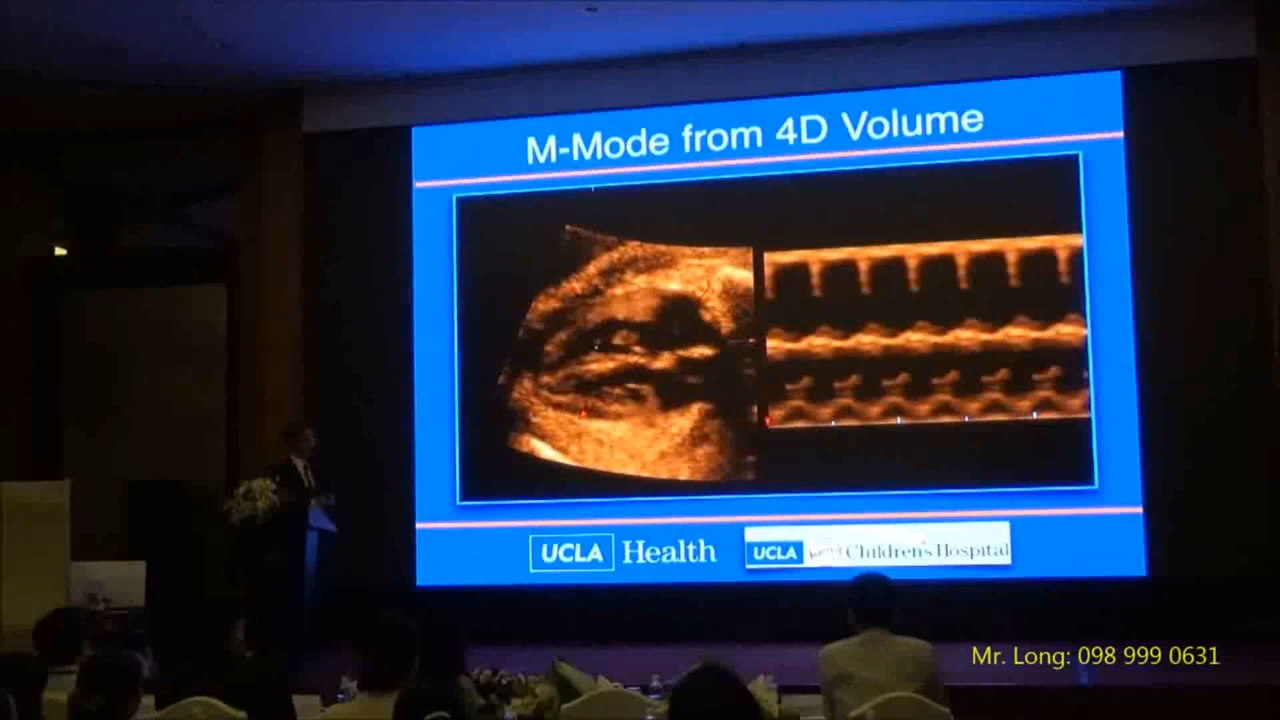 M-Mode from 4D Volume
UCLA Health
UCLA Children's Hospital
Mr. Long: 098 999 0631